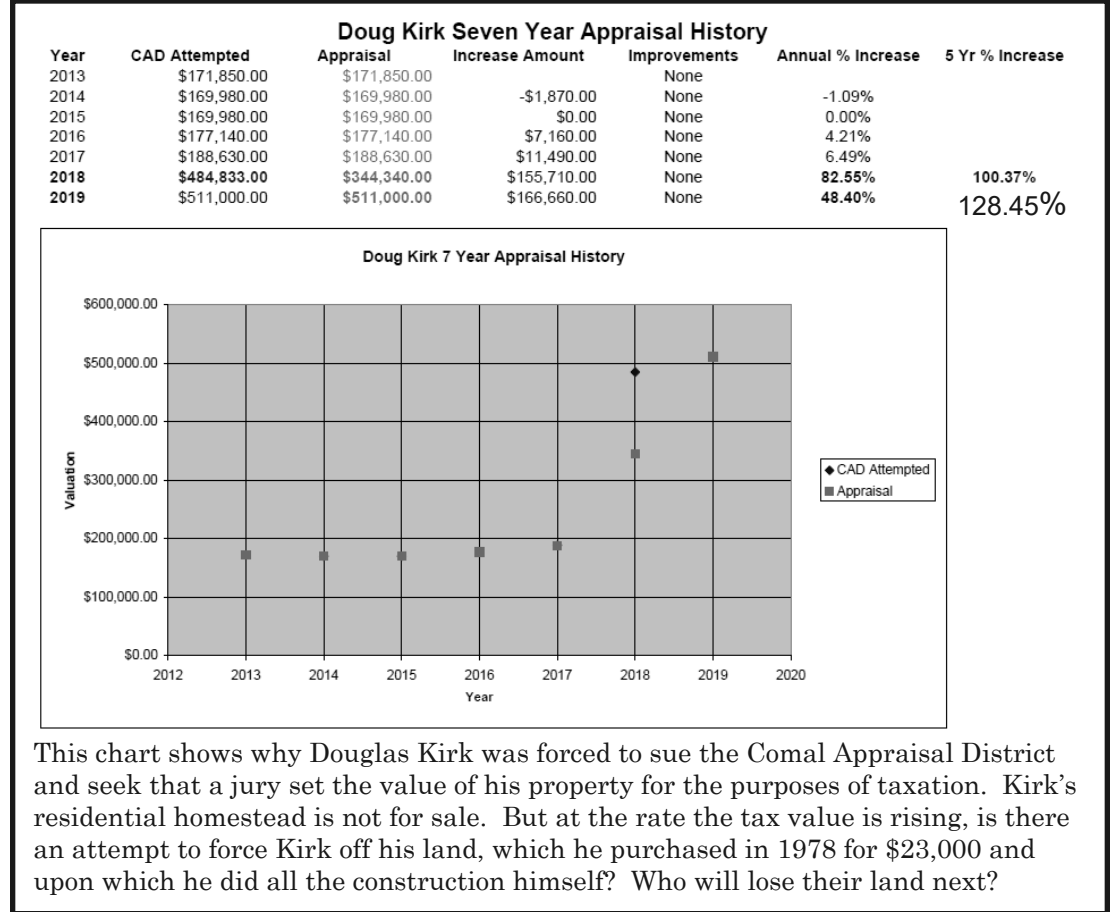 Doug Kirk Seven Year Appraisal History
Year CAD Attempted Appraisal Increase Amount Improvements Annual % Increase 5 Yr % Increase
2013 $171,850.00 $171,850.00 None
2014 $169,980.00 $169,980.00 -$1,870.00 None -1.09%
2015 $169,980.00 $169,980.00 $0.00 None 0.00%
2016 $177,140.00 $177,140.00 $7,160.00 None 4.21%
2017 $188,630.00 $188,630.00 $11,490.00 None 6.49%
2018 $484,833.00 $344,340.00 $155,710.00 None 82.55% 100.37%
2019 $511,000.00 $511,000.00 $166,660.00 None 48.40% 128.45%
Doug Kirk 7 Year Appraisal History
$600,000.00
$500,000.00
$400,000.00
$300,000.00
$200,000.00
$100,000.00
$0.00
Valuation
2012 2013 2014 2015 2016 2017 2018 2019 2020
Year
CAD Attempted
Appraisal
This chart shows why Douglas Kirk was forced to sue the Comal Appraisal District
and seek that a jury set the value of his property for the purposes of taxation. Kirk's
residential homestead is not for sale. But at the rate the tax value is rising, is there
an attempt to force Kirk off his land, which he purchased in 1978 for $23,000 and
upon which he did all the construction himself? Who will lose their land next?